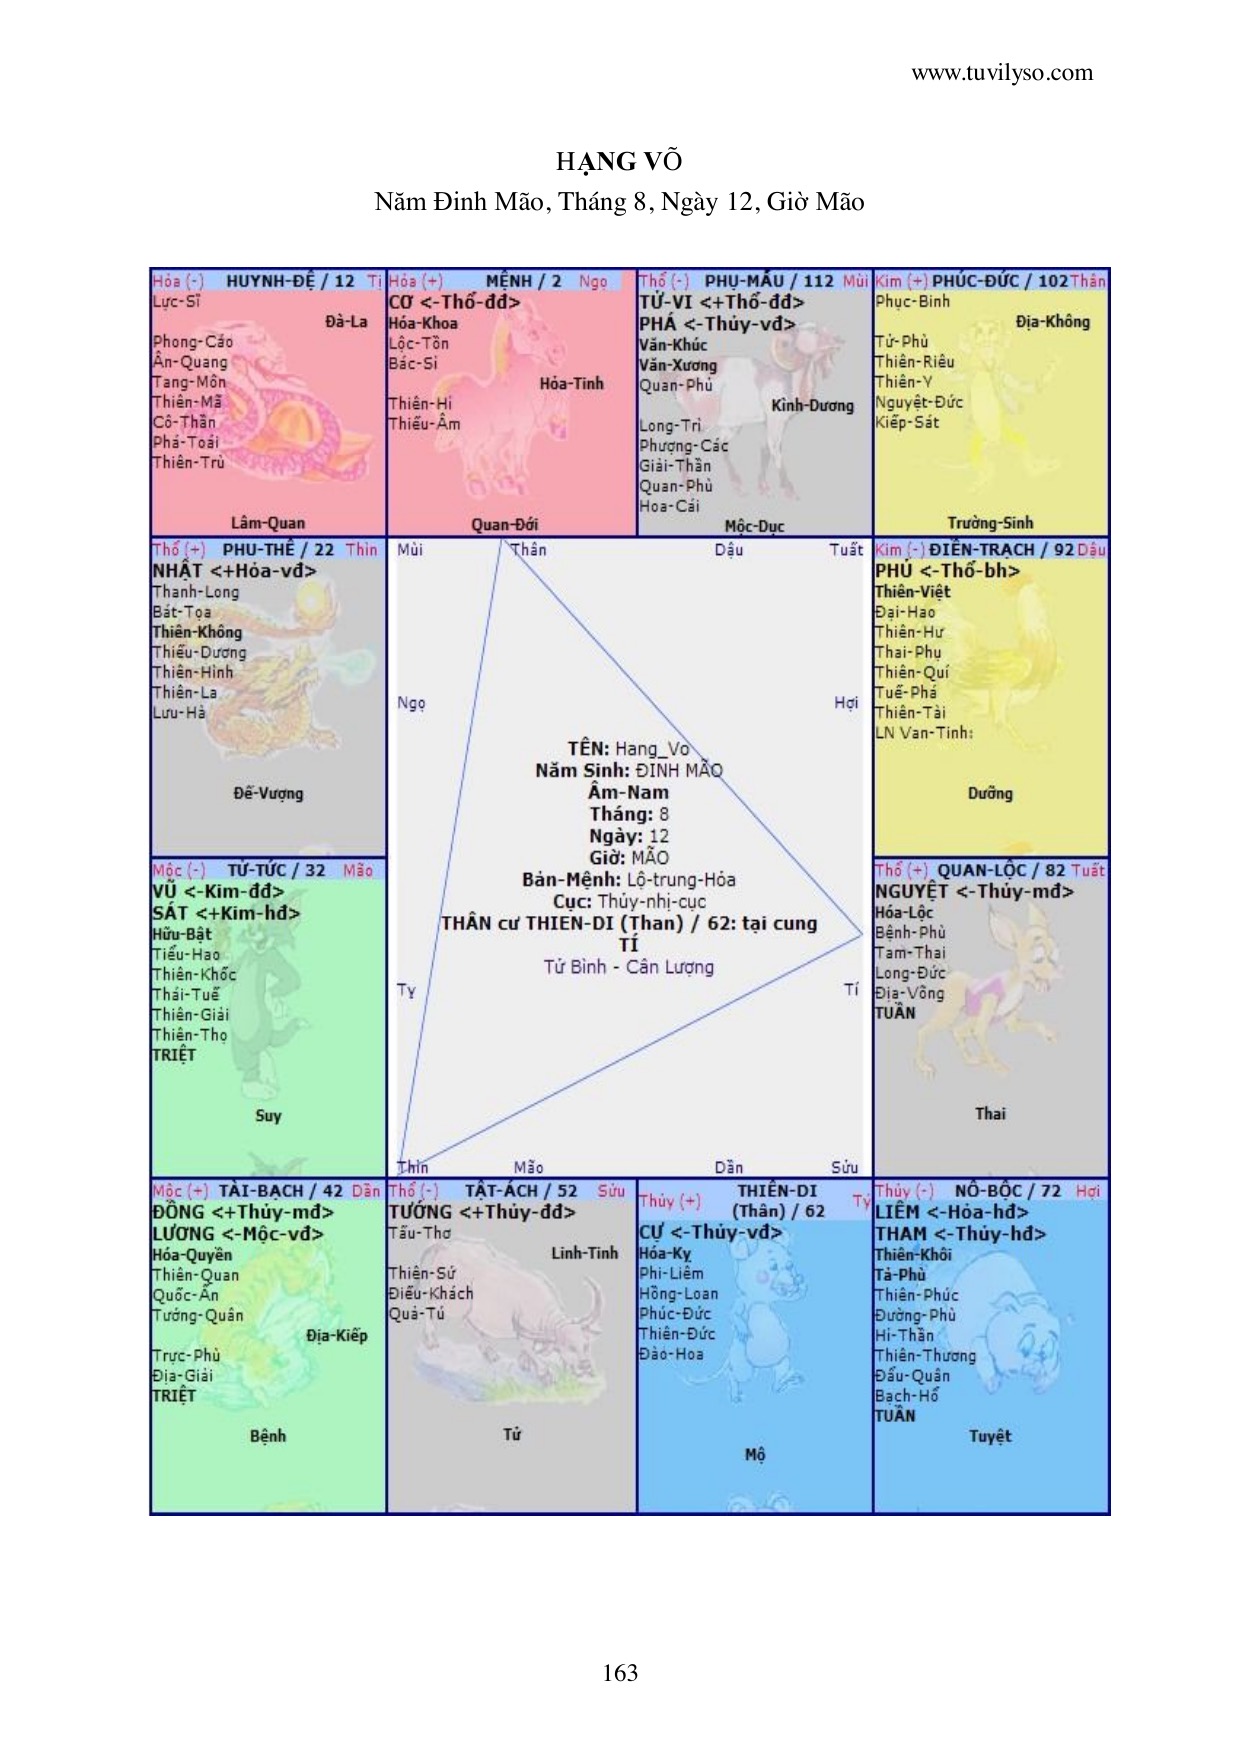 www.tuvilyso.com
HẠNG VÕ
Năm Đinh Mão, Tháng 8, Ngày 12, Giờ Mão
Hỏa (-) HUYNH-ĐỆ / 12 Tị
Lực-Sĩ
Đà-La
Phong-Cáo
Ân-Quang
Tang-Môn
Thiên-Mã
Cô-Thần
Phá-Toái
Thiên-Trù
Lâm-Quan
Hỏa (+) MỆNH / 2 Ngọ
CƠ <-Thổ-đđ>
Hóa-Khoa
Lộc-Tồn
Bác-Sỉ
Hỏa-Tinh
Thiên-Hỉ
Thiếu-Âm
Quan-Đới
Thổ (-) PHỤ-MẪU / 112 Mùi
TỬ-VI <+Thổ-đđ>
PHÁ <-Thủy-vđ>
Văn-Khúc
Văn-Xương
Quan-Phủ
Kình-Dương
Long-Trì
Phượng-Các
Giải-Thần
Quan-Phù
Hoa-Cái
Mộc-Dục
Kim (+) PHÚC-ĐỨC / 102 Thân
Phục-Binh
Địa-Không
Tử-Phù
Thiên-Riêu
Thiên-Y
Nguyệt-Đức
Kiếp-Sát
Trường-Sinh
Thổ (+) PHU-THÊ / 22 Thìn
NHẬT <+Hỏa-vđ>
Thanh-Long
Bát-Tọa
Thiên-Không
Thiếu-Dương
Thiên-Hình
Thiên-La
Lưu-Hà
Đế-Vượng
Mùi Thân Dậu Tuất
Ngọ Hợi
TÊN: Hang_Vo
Năm Sinh: ĐINH MÃO
Âm-Nam
Tháng: 8
Ngày: 12
Giờ: MÃO
Bản-Mệnh: Lộ-trung-Hỏa
Cục: Thủy-nhị-cục
THÂN cư THIEN-DI (Than) / 62: tại cung
TÍ
Tử Bình - Cân Lượng
Tỵ Tí
Thìn Mão Dần Sửu
Kim (-) ĐIỀN-TRẠCH / 92 Dậu
PHỦ <-Thổ-bh>
Thiên-Việt
Đại-Hao
Thiên-Hư
Thai-Phụ
Thiên-Quí
Tuế-Phá
Thiên-Tài
LN Van-Tinh:
Dưỡng
Mộc (-) TỬ-TỨC / 32 Mão
VŨ <-Kim-đđ>
SÁT <+Kim-hđ>
Hữu-Bật
Tiểu-Hao
Thiên-Khốc
Thái-Tuế
Thiên-Giải
Thiên-Thọ
TRIỆT
Suy
Thổ (+) QUAN-LỘC / 82 Tuất
NGUYỆT <-Thủy-mđ>
Hóa-Lộc
Bệnh-Phù
Tam-Thai
Long-Đức
Địa-Võng
TUẦN
Thai
Mộc (+) TÀI-BẠCH / 42 Dần
ĐỒNG <+Thủy-mđ>
LƯƠNG <-Mộc-vđ>
Hóa-Quyền
Thiên-Quan
Quốc-Ấn
Tướng-Quân
Địa-Kiếp
Trực-Phù
Địa-Giải
TRIỆT
Bệnh
Thổ (-) TẬT-ÁCH / 52 Sửu
TƯỚNG <+Thủy-đđ>
Tấu-Thơ
Linh-Tinh
Thiên-Sứ
Điếu-Khách
Quả-Tú
Tử
Thủy (+) THIÊN-DI
(Thân) / 62 Tý
CỰ <-Thủy-vđ>
Hóa-Kỵ
Phi-Liêm
Hồng-Loan
Phúc-Đức
Thiên-Đức
Đào-Hoa
Mộ
Thủy (-) NÔ-BỘC / 72 Hợi
LIÊM <-Hỏa-hđ>
THAM <-Thủy-hđ>
Thiên-Khôi
Tả-Phù
Thiên-Phúc
Đường-Phù
Hỉ-Thần
Thiên-Thương
Đẩu-Quân
Bạch-Hổ
TUẦN
Tuyệt
163